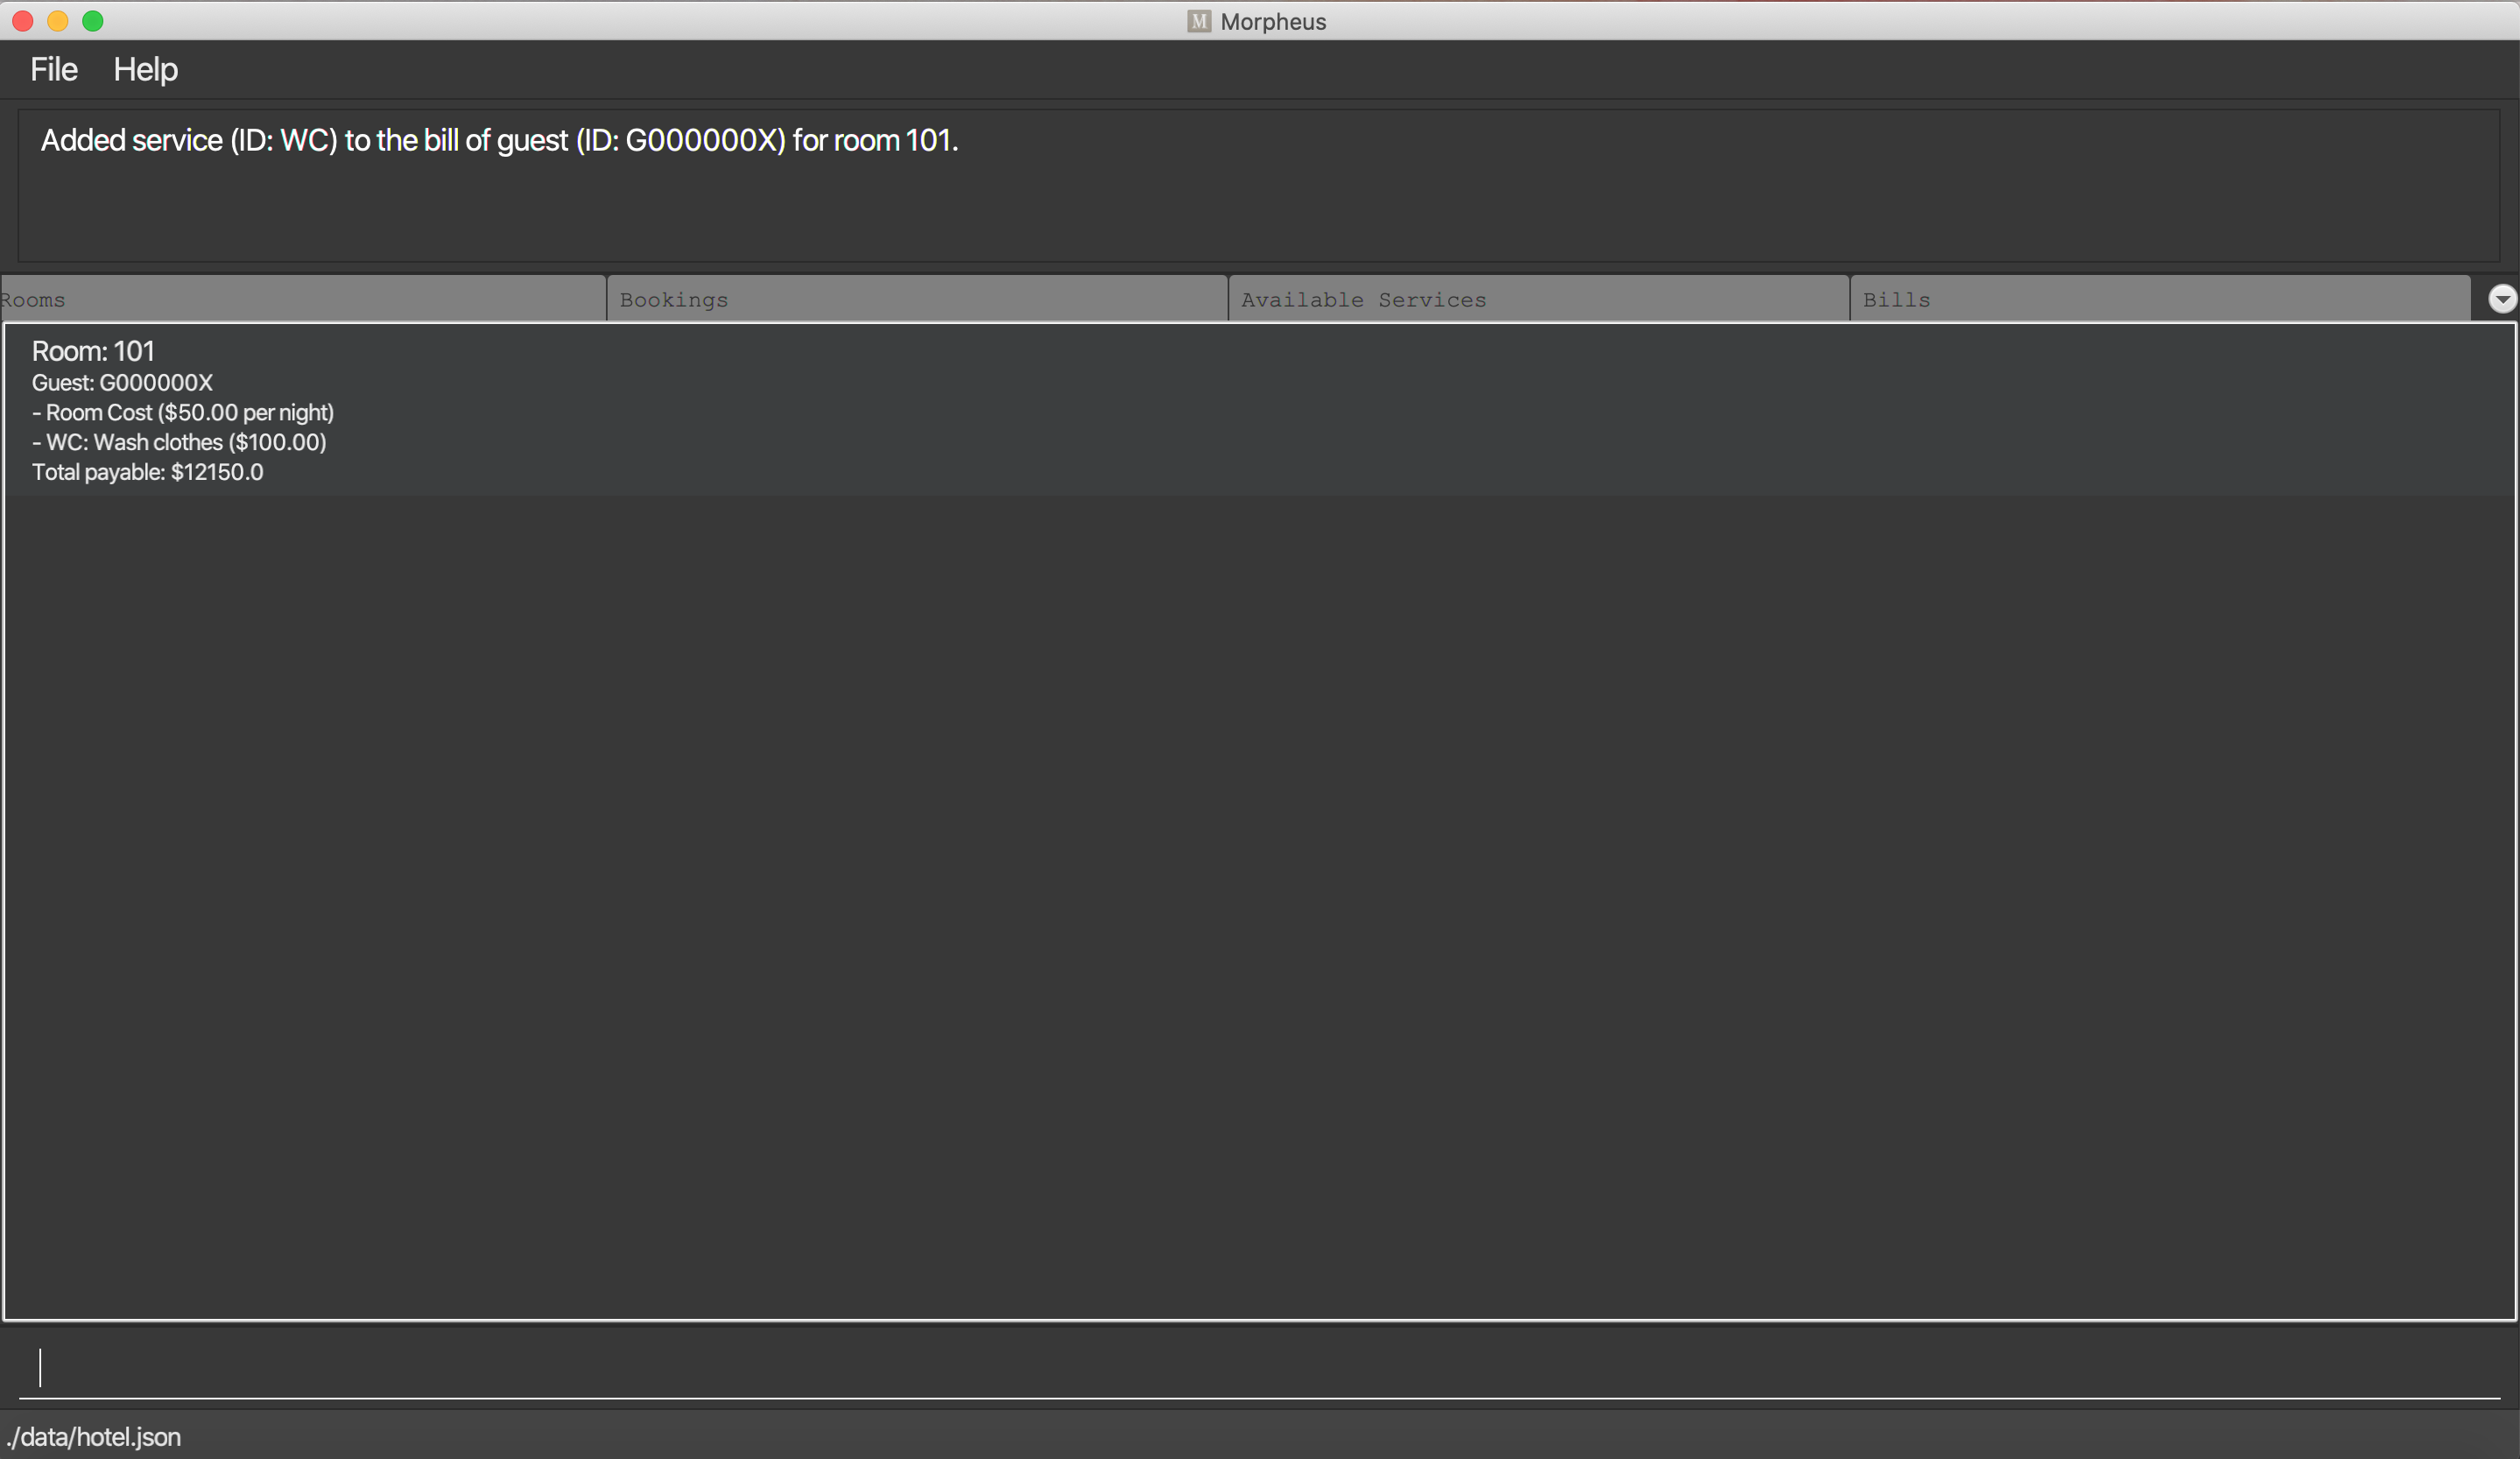 M Morpheus
File Help
Added service (ID: WC) to the bill of guest (ID: G000000X) for room 101.
Rooms Bookings Available Services Bills
Room: 101
Guest: G000000X
- Room Cost ($50.00 per night)
- WC: Wash clothes ($100.00)
Total payable: $12150.0
./data/hotel.json